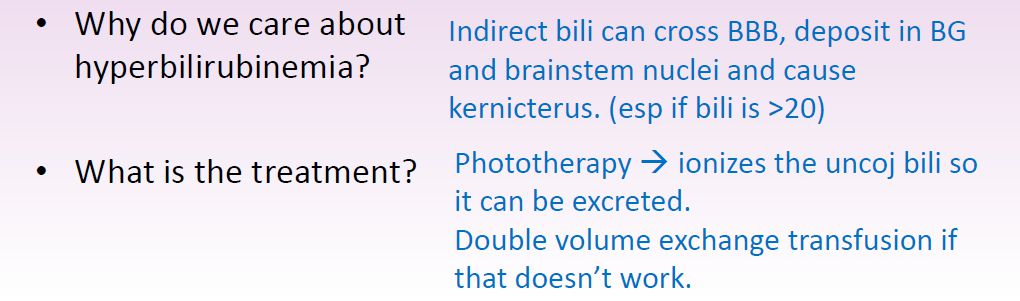 • Why do we care about hyperbilirubinemia?
Indirect bili can cross BBB, deposit in BG
and brainstem nuclei and cause
kernicterus. (esp if bili is >20)
• What is the treatment?
Phototherapy → ionizes the uncoj bili so
it can be excreted.
Double volume exchange transfusion if
that doesn't work.